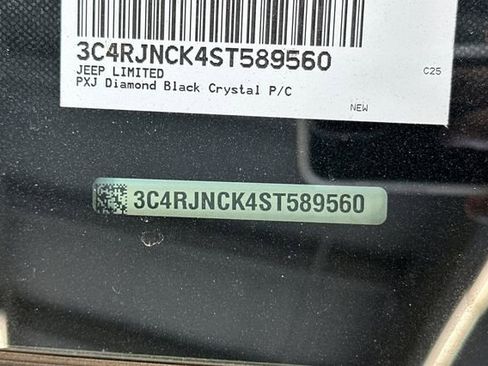 3C4RJNCK4ST589560
JEEP LIMITED
C25
PXJ Diamond Black Crystal P/C
NEW
3C4RJNCK4ST589560